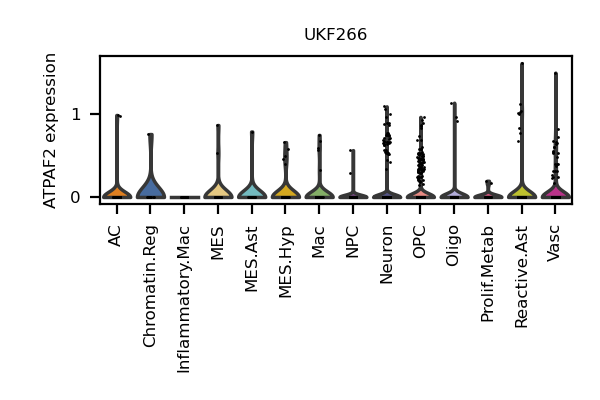 UKF266
ATPAF2 expression
1
0
AC
Chromatin.Reg
Inflammatory.Mac
MES
MES.Ast
MES.Hyp
Mac
NPC
Neuron
OPC
Oligo
Prolif.Metab
Reactive.Ast
Vasc